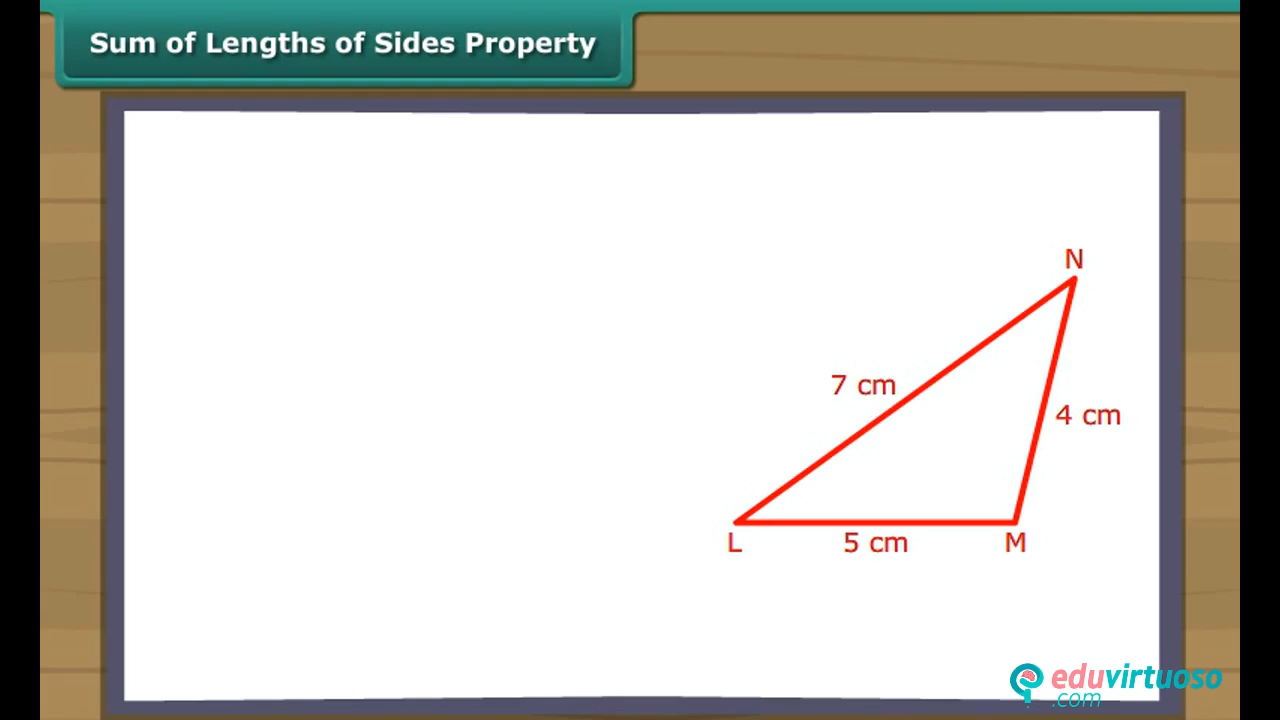 Sum of Lengths of Sides Property
N
7 cm
4 cm
L
5 cm
M
eduvirtuoso
.com